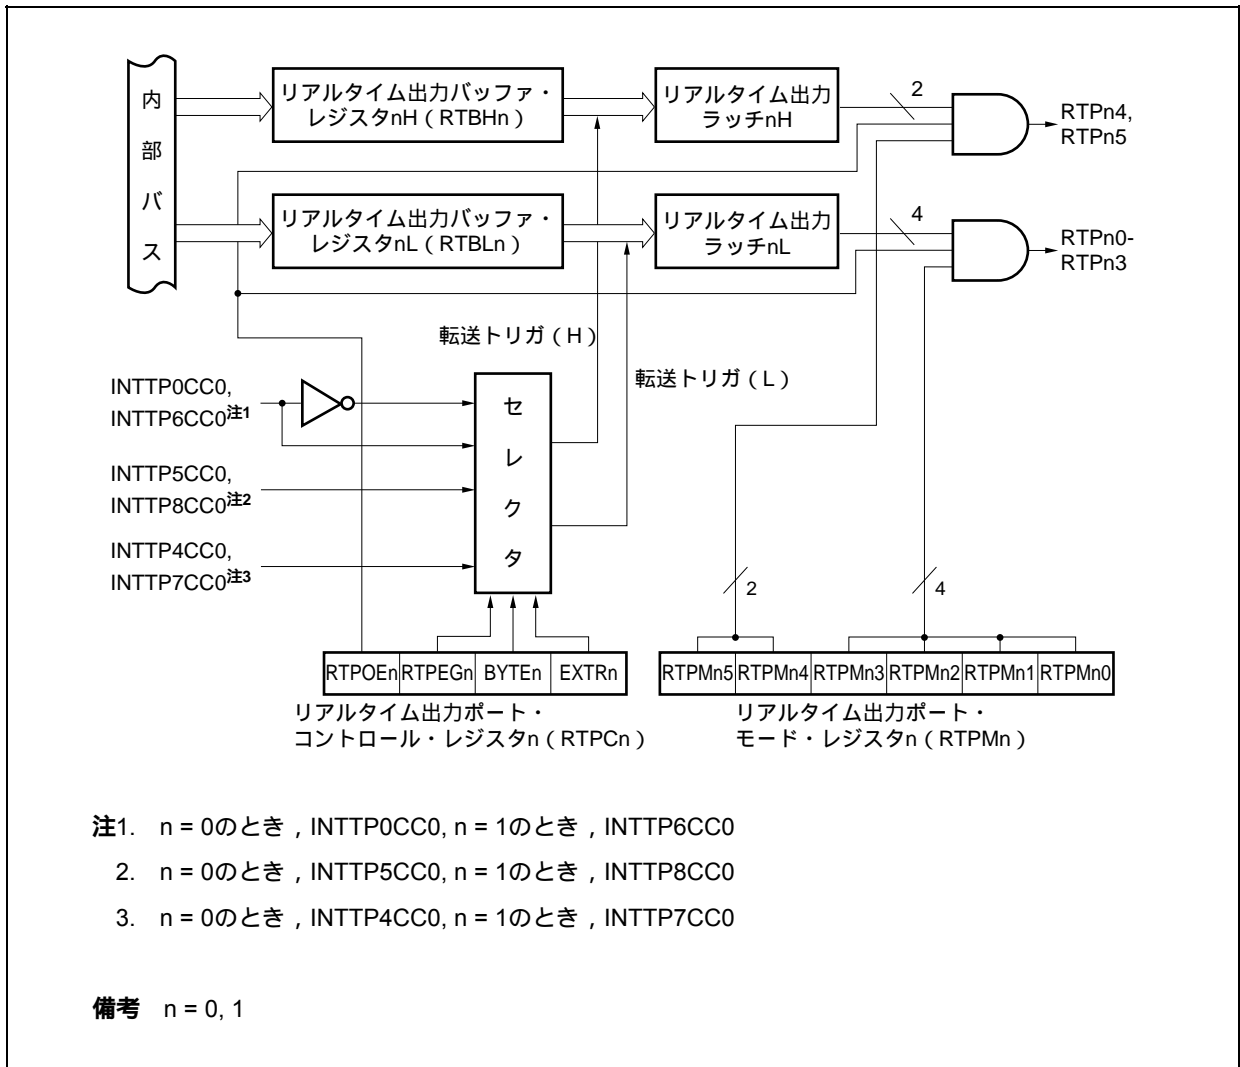 内部バス
リアルタイム出力バッファ・
レジスタnH（RTBHn）
リアルタイム出力
ラッチnH
2
RTPn4,
RTPn5
リアルタイム出力バッファ・
レジスタnL（RTBLn）
リアルタイム出力
ラッチnL
4
RTPn0-
RTPn3
転送トリガ（H）
転送トリガ（L）
INTTP0CC0,
INTTP6CC0注1
INTTP5CC0,
INTTP8CC0注2
INTTP4CC0,
INTTP7CC0注3
セレクタ
2
4
RTPOEn RTPEGn BYTEn EXTRn
リアルタイム出力ポート・
コントロール・レジスタn（RTPCn）
RTPMn5 RTPMn4 RTPMn3 RTPMn2 RTPMn1 RTPMn0
リアルタイム出力ポート・
モード・レジスタn（RTPMn）
注1. n = 0のとき，INTTP0CC0, n = 1のとき，INTTP6CC0
2. n = 0のとき，INTTP5CC0, n = 1のとき，INTTP8CC0
3. n = 0のとき，INTTP4CC0, n = 1のとき，INTTP7CC0
備考 n = 0, 1